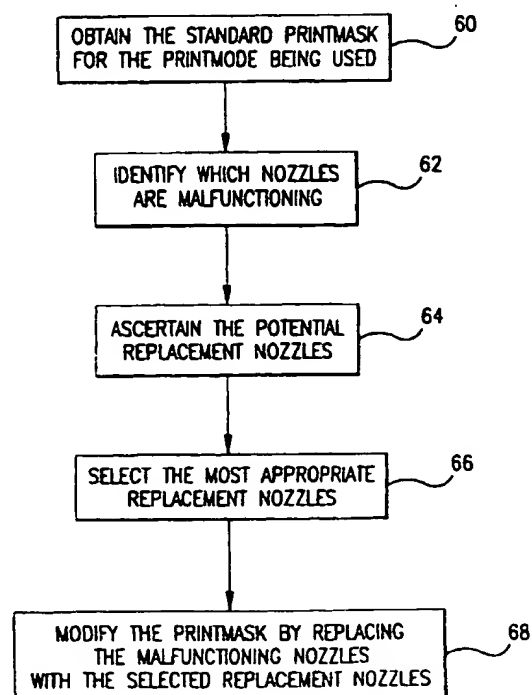 OBTAIN THE STANDARD PRINTMASK
FOR THE PRINTMODE BEING USED
60
IDENTIFY WHICH NOZZLES
ARE MALFUNCTIONING
62
ASCERTAIN THE POTENTIAL
REPLACEMENT NOZZLES
64
SELECT THE MOST APPROPRIATE
REPLACEMENT NOZZLES
66
MODIFY THE PRINTMASK BY REPLACING
THE MALFUNCTIONING NOZZLES
WITH THE SELECTED REPLACEMENT NOZZLES
68